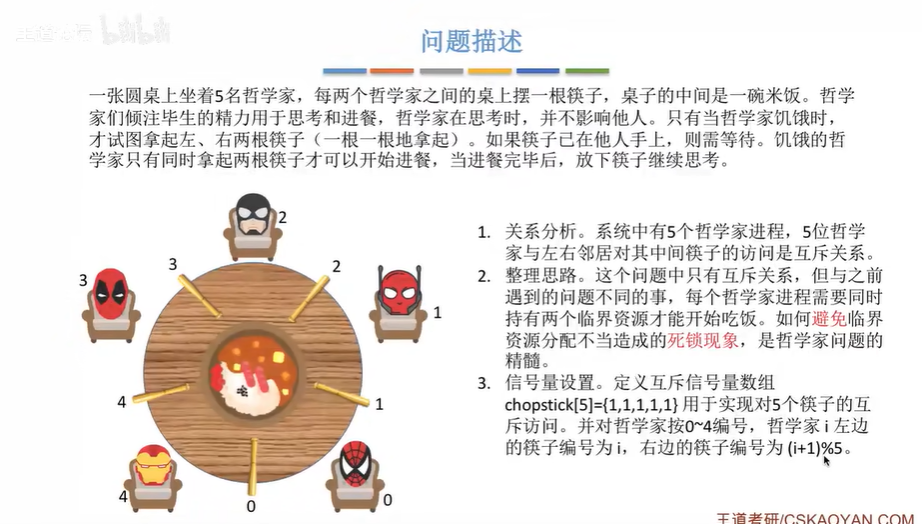 bilibili
问题描述
一张圆桌上坐着5名哲学家，每两个哲学家之间的桌上摆一根筷子，桌子的中间是一碗米饭。哲学
家们倾注毕生的精力用于思考和进餐，哲学家在思考时，并不影响他人。只有当哲学家饥饿时，
才试图拿起左、右两根筷子（一根一根地拿起）。如果筷子已在他人手上，则需等待。饥饿的哲
学家只有同时拿起两根筷子才可以开始进餐，当进餐完毕后，放下筷子继续思考。
2
3
2
3
1
4
1
4
0
0
1. 关系分析。系统中有5个哲学家进程，5位哲学
家与左右邻居对其中间筷子的访问是互斥关系。
2. 整理思路。这个问题中只有互斥关系，但与之前
遇到的问题不同的事，每个哲学家进程需要同时
持有两个临界资源才能开始吃饭。如何避免临界
资源分配不当造成的死锁现象，是哲学家问题的
精髓。
3. 信号量设置。定义互斥信号量数组
chopstick[5]={1,1,1,1,1} 用于实现对5个筷子的互
斥访问。并对哲学家按0~4编号，哲学家 i 左边
的筷子编号为 i，右边的筷子编号为 (i+1)%5。
王道考研/CSKAOYAN.COM